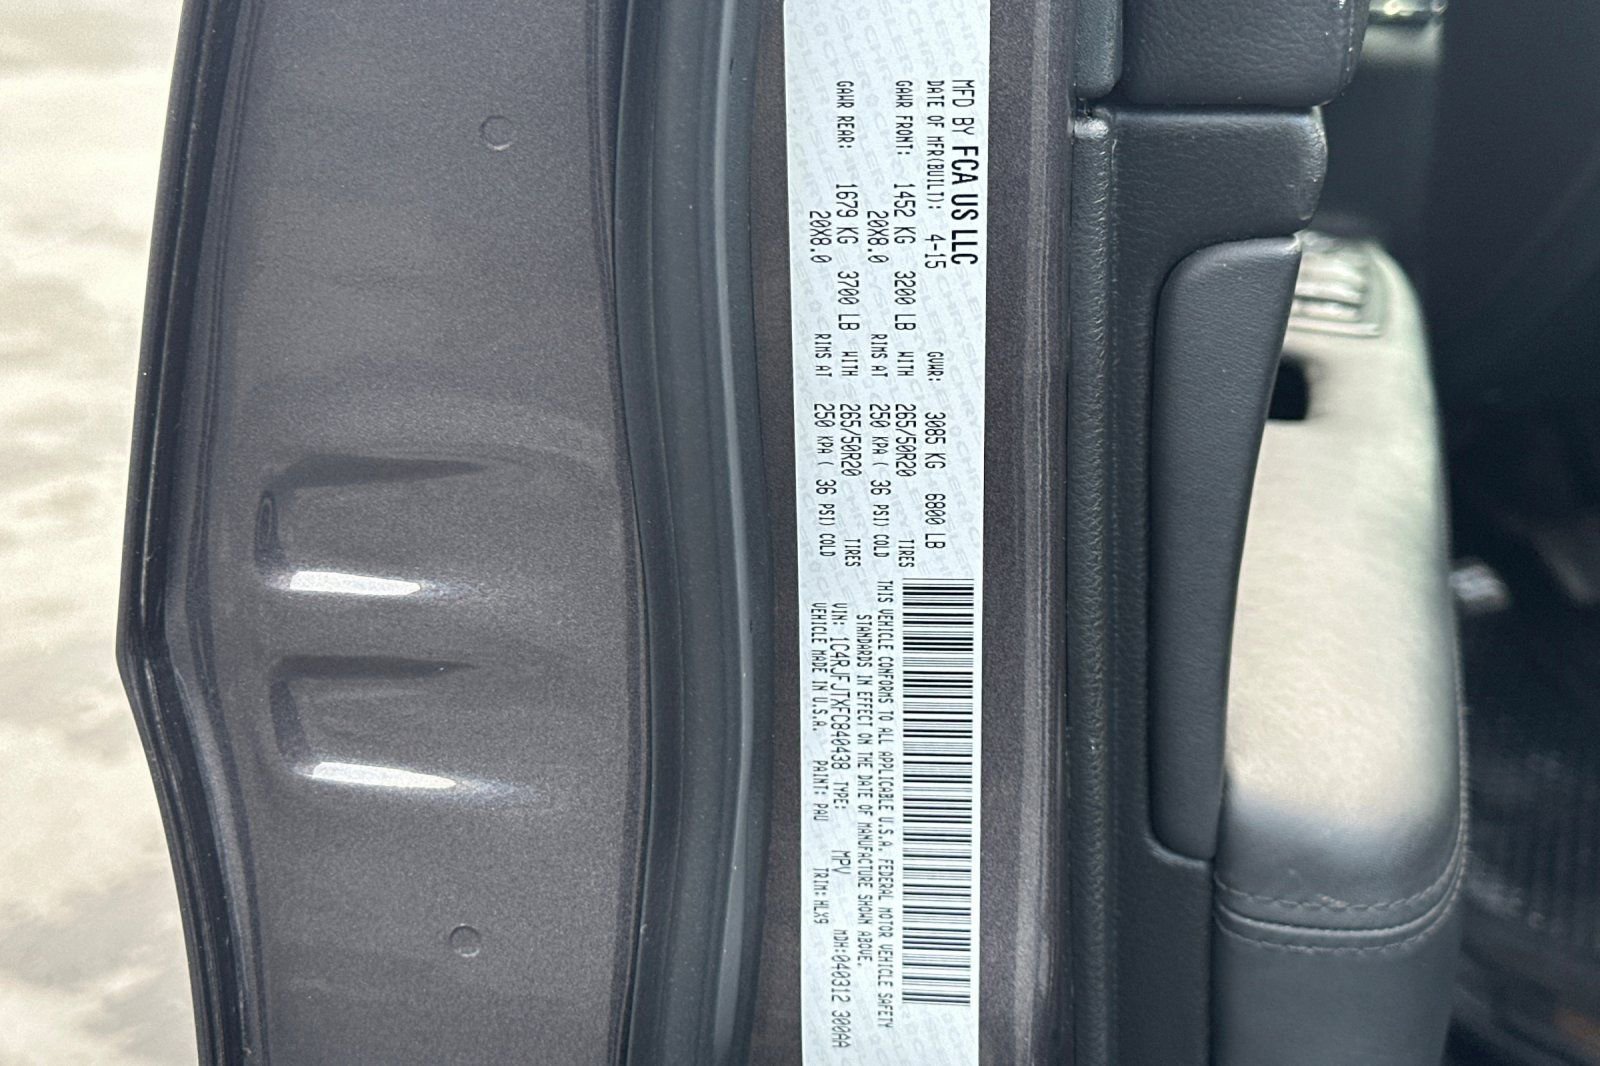 MFD BY FCA US LLC
DATE OF MFR(BUILT): 4-15 GVWR: 3085 KG 6800 LB
GAWR FRONT: 1452 KG 3200 LB WITH 265/50R20 TIRES
20X8.0 RIMS AT 250 KPA( 36 PSI) COLD
GAWR REAR: 1679 KG 3700 LB WITH 265/50R20 TIRES
20X8.0 RIMS AT 250 KPA( 36 PSI) COLD
THIS VEHICLE CONFORMS TO ALL APPLICABLE U.S.A. FEDERAL MOTOR VEHICLE SAFETY
STANDARDS IN EFFECT ON THE DATE OF MANUFACTURE SHOWN ABOVE.
VIN: 1C4RJFJTXFC840438 TYPE: MPV MDH:040312 300AA
VEHICLE MADE IN U.S.A. PAINT: PAU TRIM: HLX9